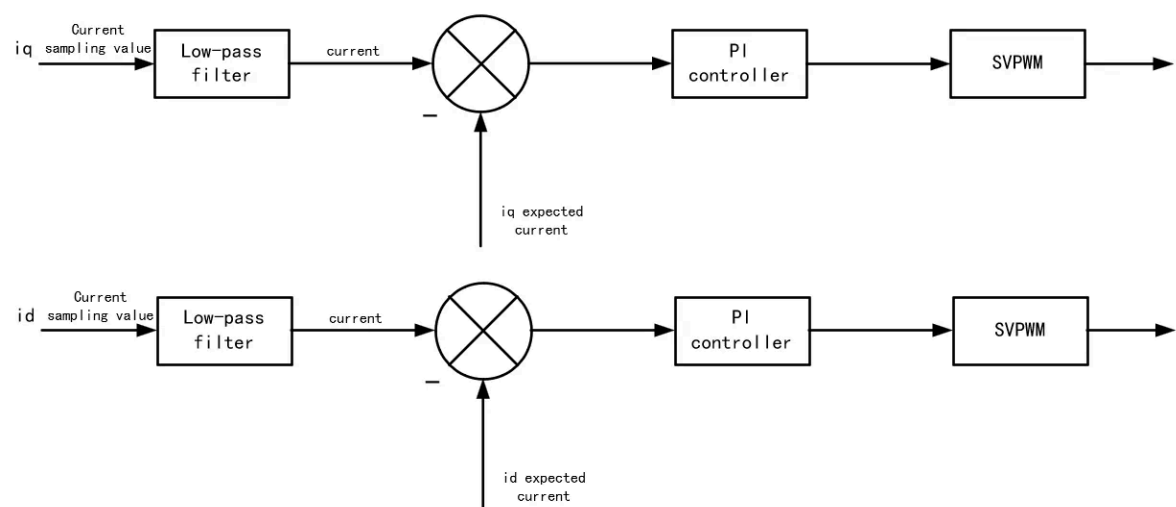 Current
iq sampling value
Low-pass
filter
current
PI
controller
SVPWM
−
iq expected
current
Current
id sampling value
Low-pass
filter
current
PI
controller
SVPWM
−
id expected
current